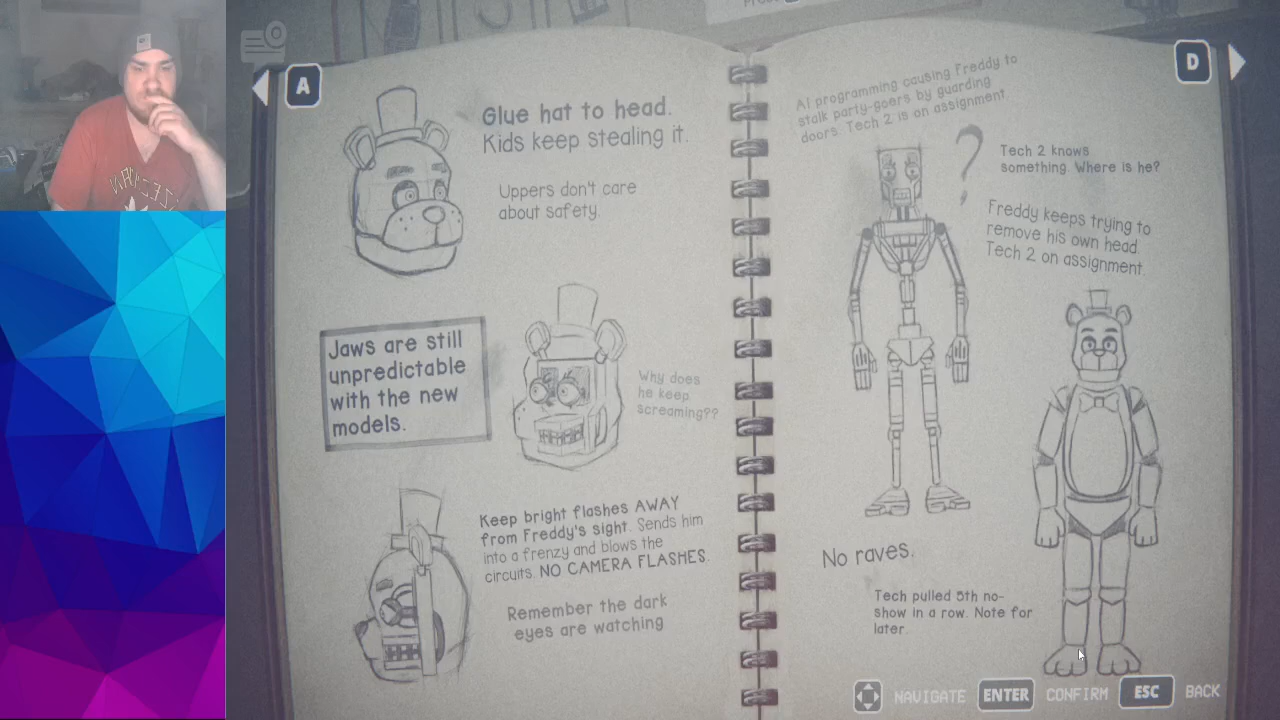 A
Glue hat to head.
Kids keep stealing it.
Uppers don't care
about safety.
Jaws are still
unpredictable
with the new
models.
Why does
he keep
screaming??
Keep bright flashes AWAY
from Freddy's sight. Sends him
into a frenzy and blows the
circuits. NO CAMERA FLASHES.
Remember the dark
eyes are watching
D
AI programming causing Freddy to
stalk party-goers by guarding
doors. Tech 2 is on assignment
?
Tech 2 knows
something. Where is he?
Freddy keeps trying to
remove his own head.
Tech 2 on assignment.
No raves.
Tech pulled 5th no-
show in a row. Note for
later.
NAVIGATE ENTER CONFIRM ESC BACK